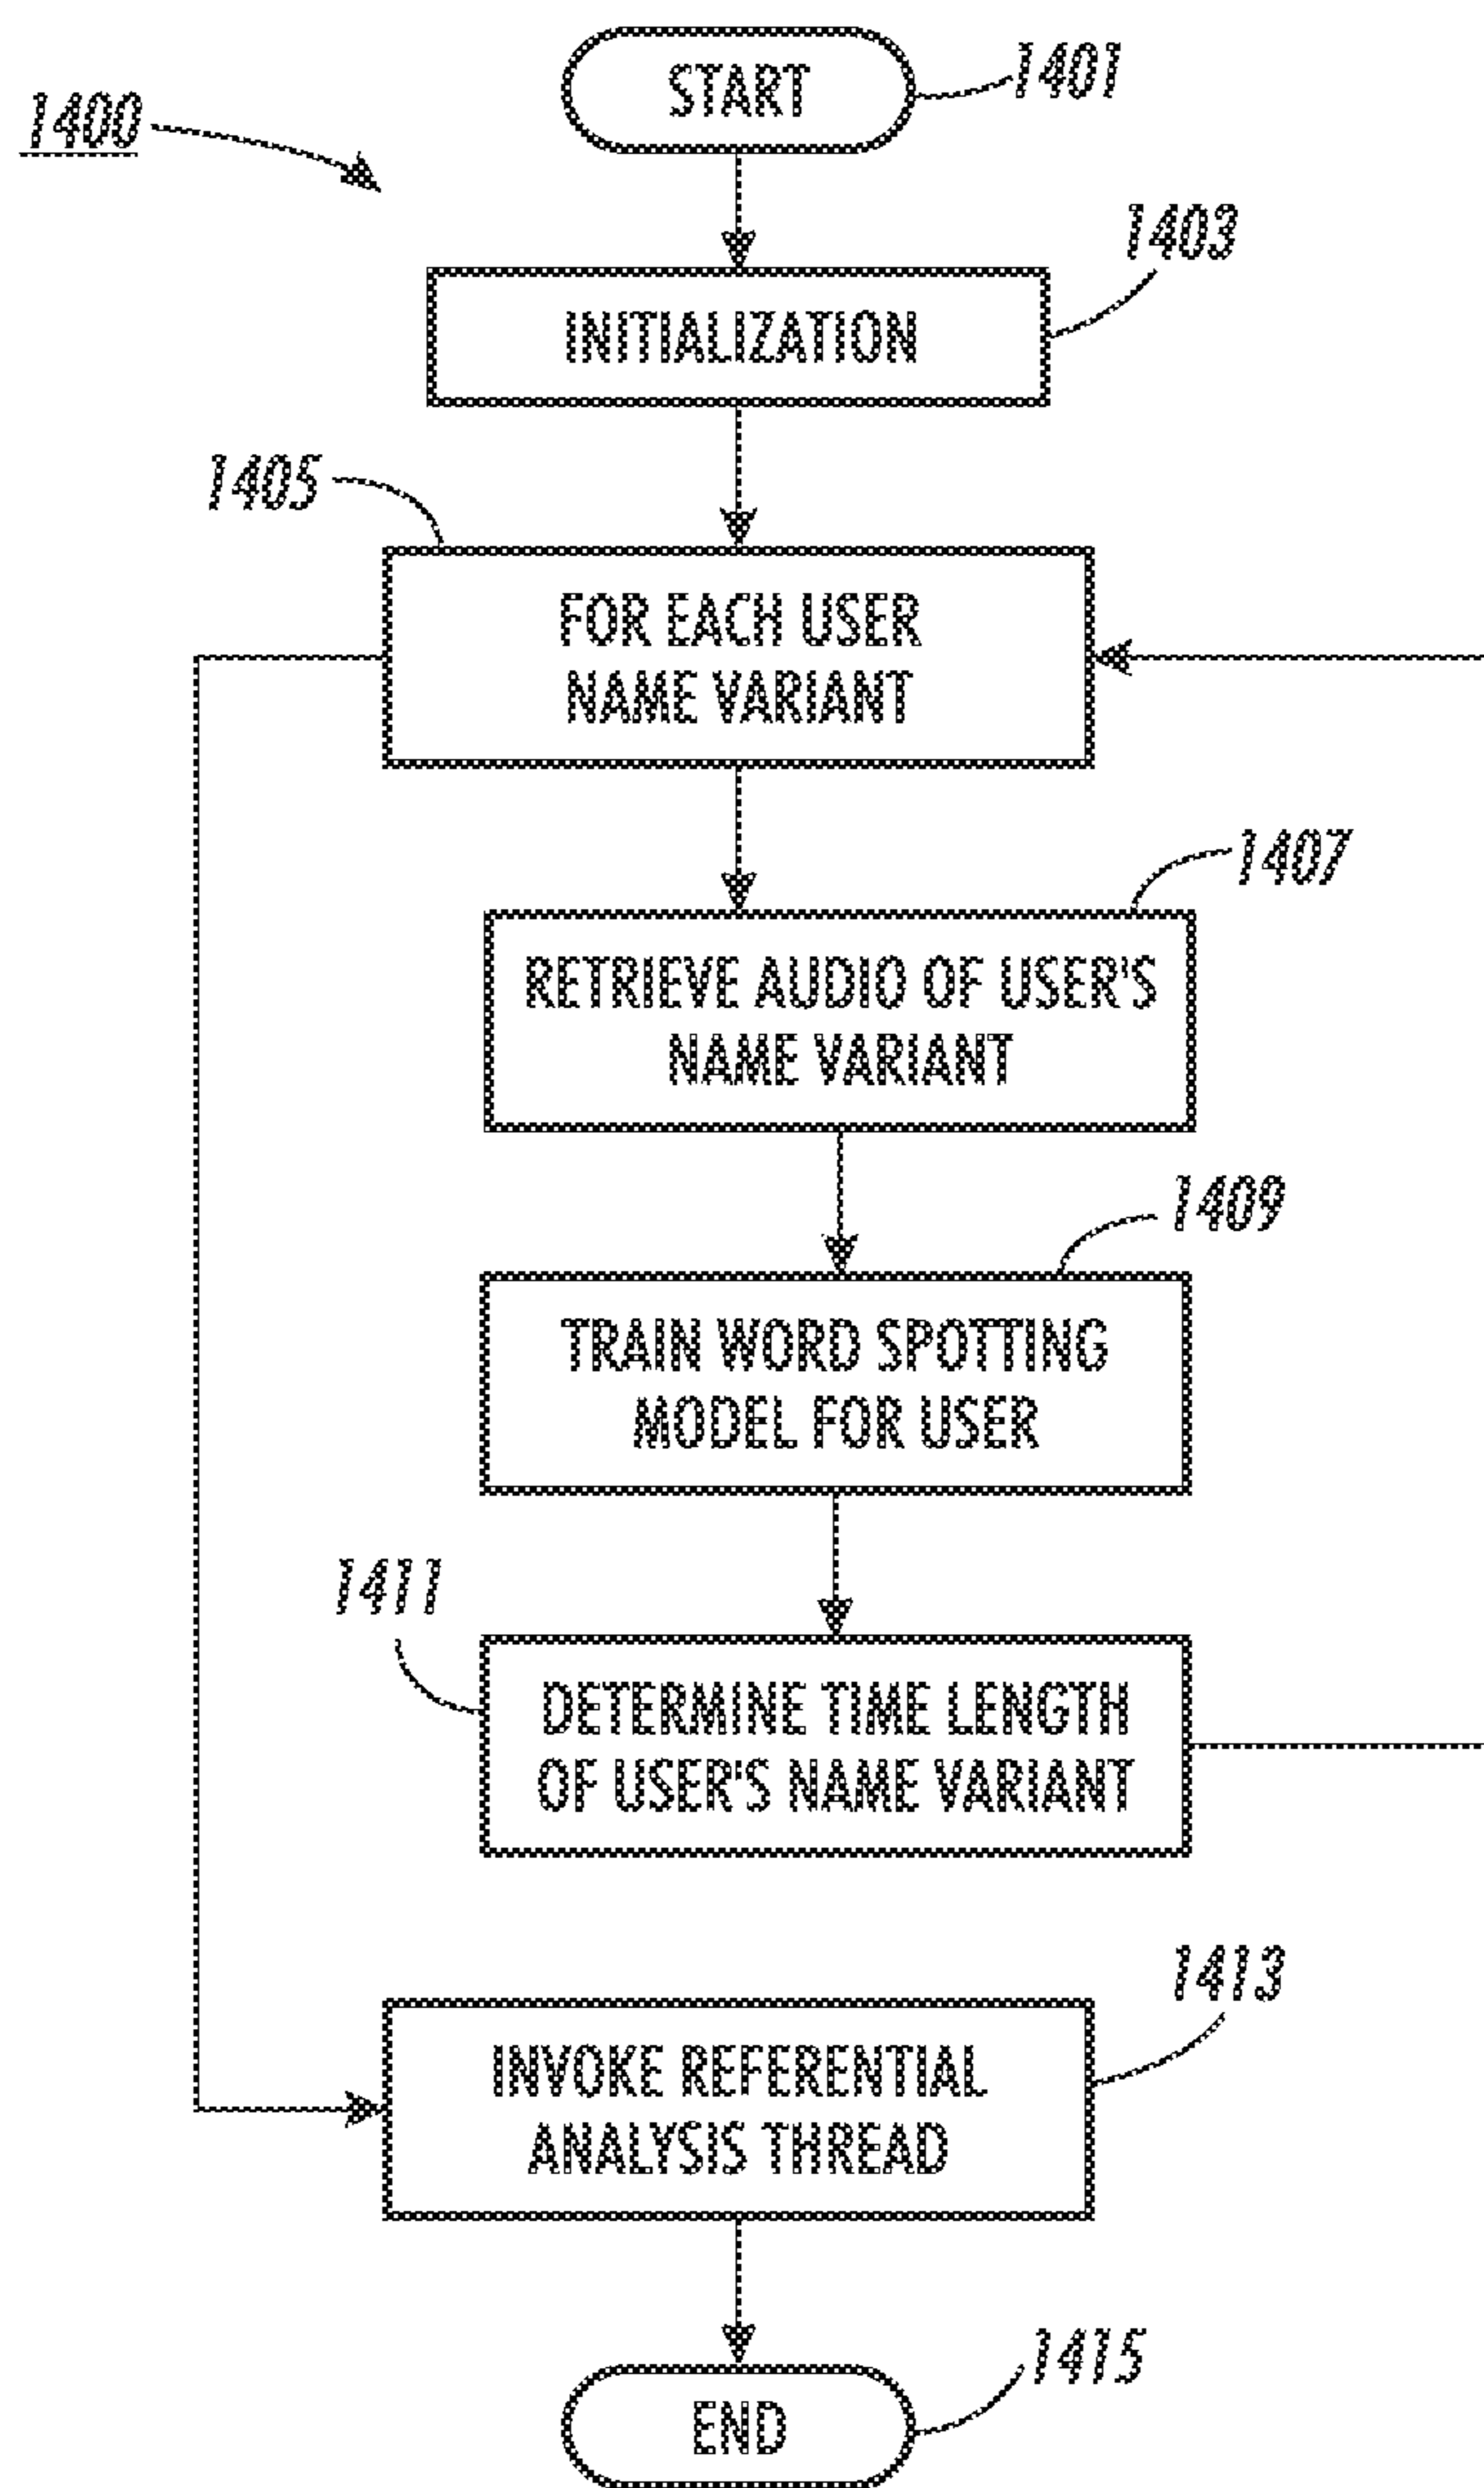 START
1401
1400
1403
INITIALIZATION
1405
FOR EACH USER
NAME VARIANT
1407
RETRIEVE AUDIO OF USER'S
NAME VARIANT
1409
TRAIN WORD SPOTTING
MODEL FOR USER
1411
DETERMINE TIME LENGTH
OF USER'S NAME VARIANT
1413
INVOKE REFERENTIAL
ANALYSIS THREAD
1415
END